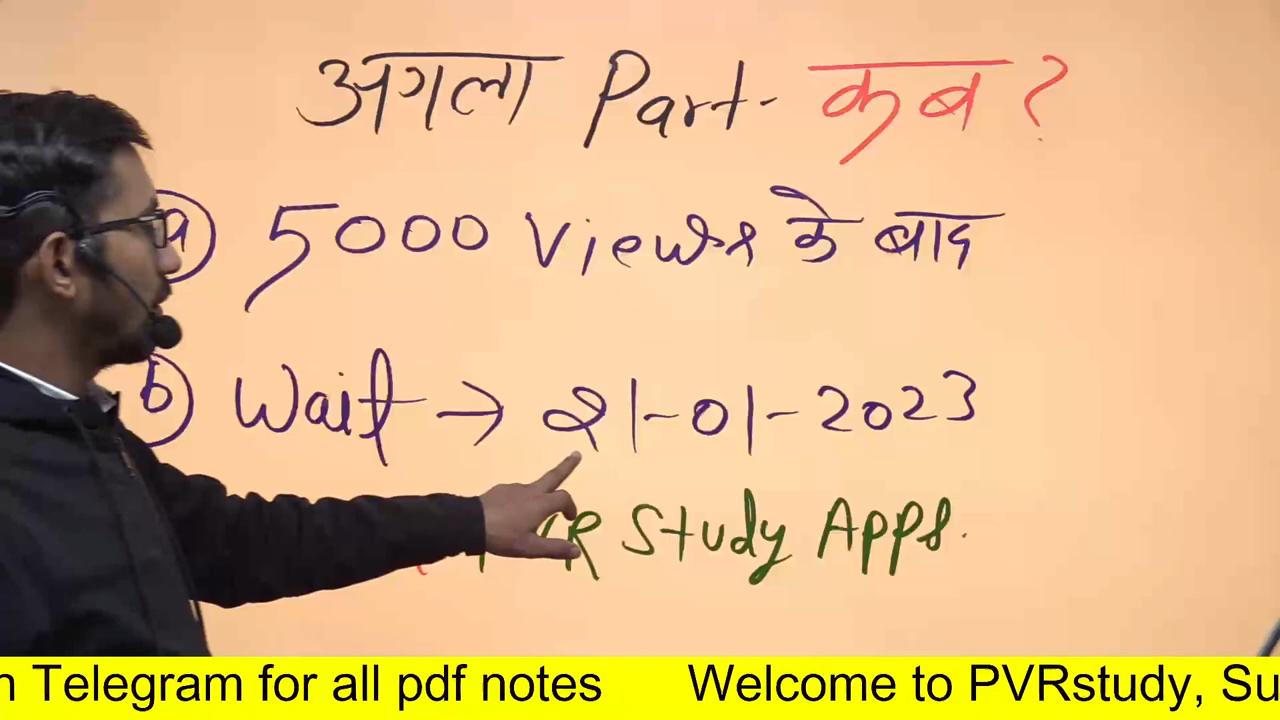 अगला Part- कब ?
(a) 5000 Views के बाद
(b) Wait → 21-01-2023
Study Apps.
Telegram for all pdf notes Welcome to PVRstudy,